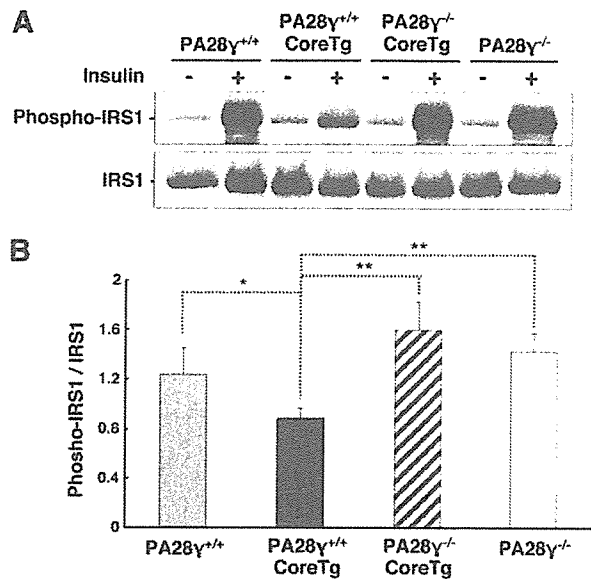 A
PA28γ+/+
PA28γ+/+ CoreTg
PA28γ-/- CoreTg
PA28γ-/-
Insulin - + - + - + - +
Phospho-IRS1
IRS1
B
Phosho-IRS1 / IRS1
2
1.6
1.2
0.8
0.4
0
*
**
**
PA28γ+/+
PA28γ+/+ CoreTg
PA28γ-/- CoreTg
PA28γ-/-